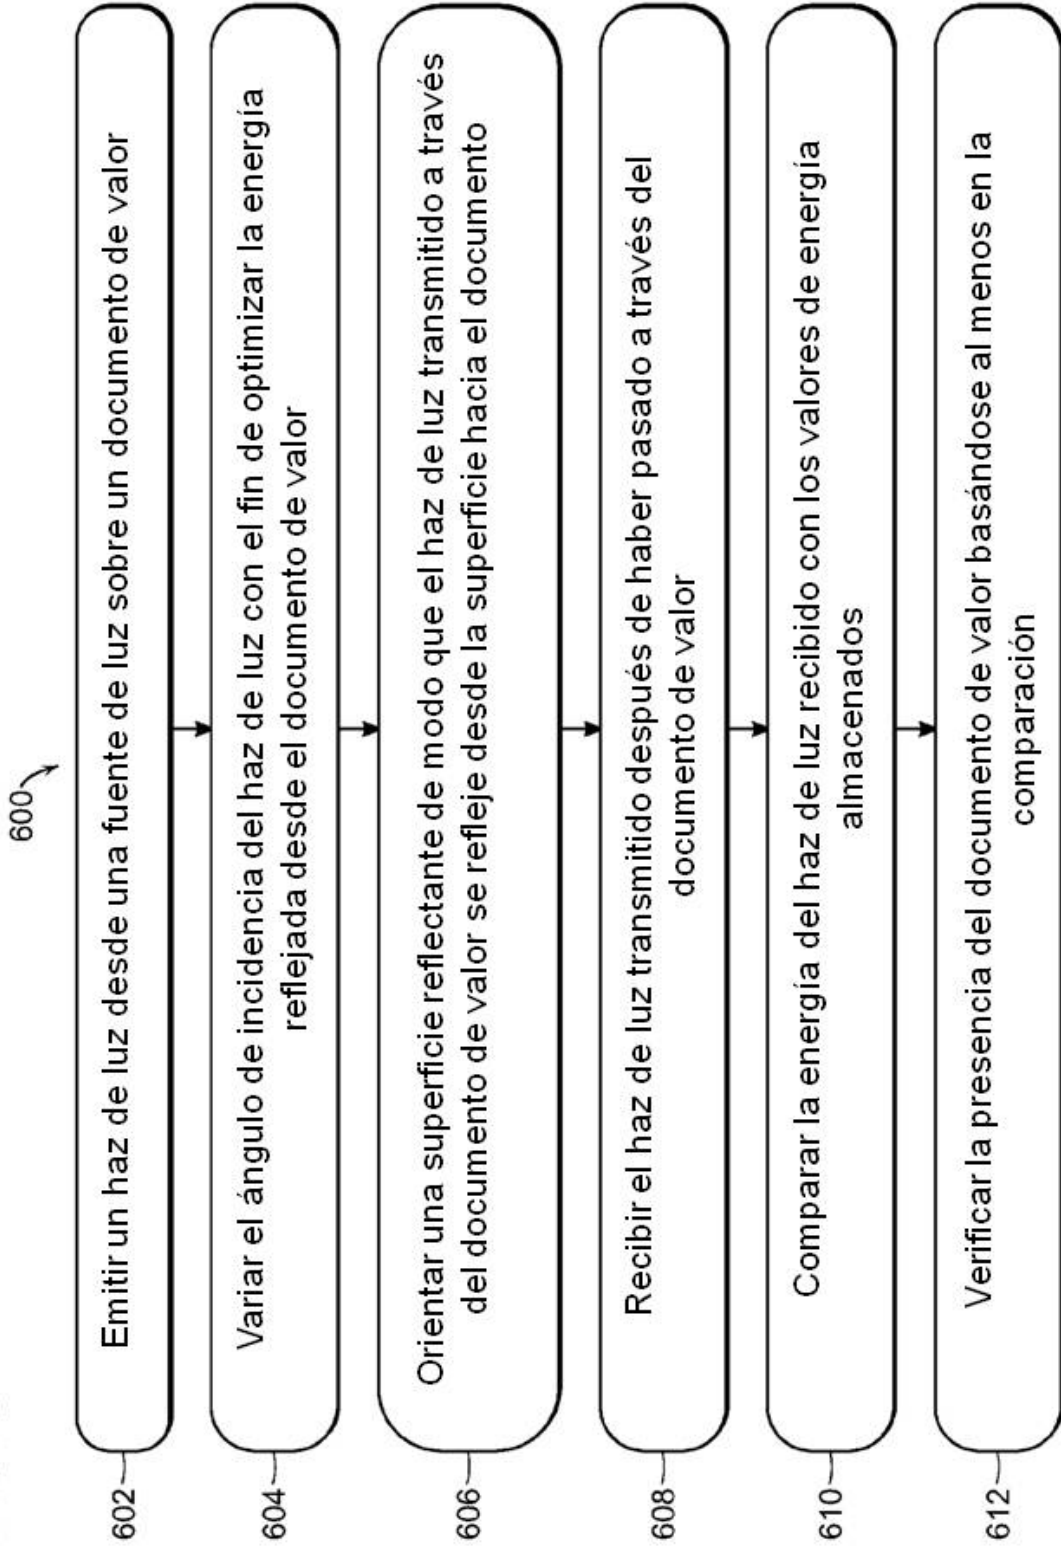 600
602
Emitir un haz de luz desde una fuente de luz sobre un documento de valor
604
Variar el ángulo de incidencia del haz de luz con el fin de optimizar la energía
reflejada desde el documento de valor
606
Orientar una superficie reflectante de modo que el haz de luz transmitido a través
del documento de valor se refleje desde la superficie hacia el documento
608
Recibir el haz de luz transmitido después de haber pasado a través del
documento de valor
610
Comparar la energía del haz de luz recibido con los valores de energía
almacenados
612
Verificar la presencia del documento de valor basándose al menos en la
comparación